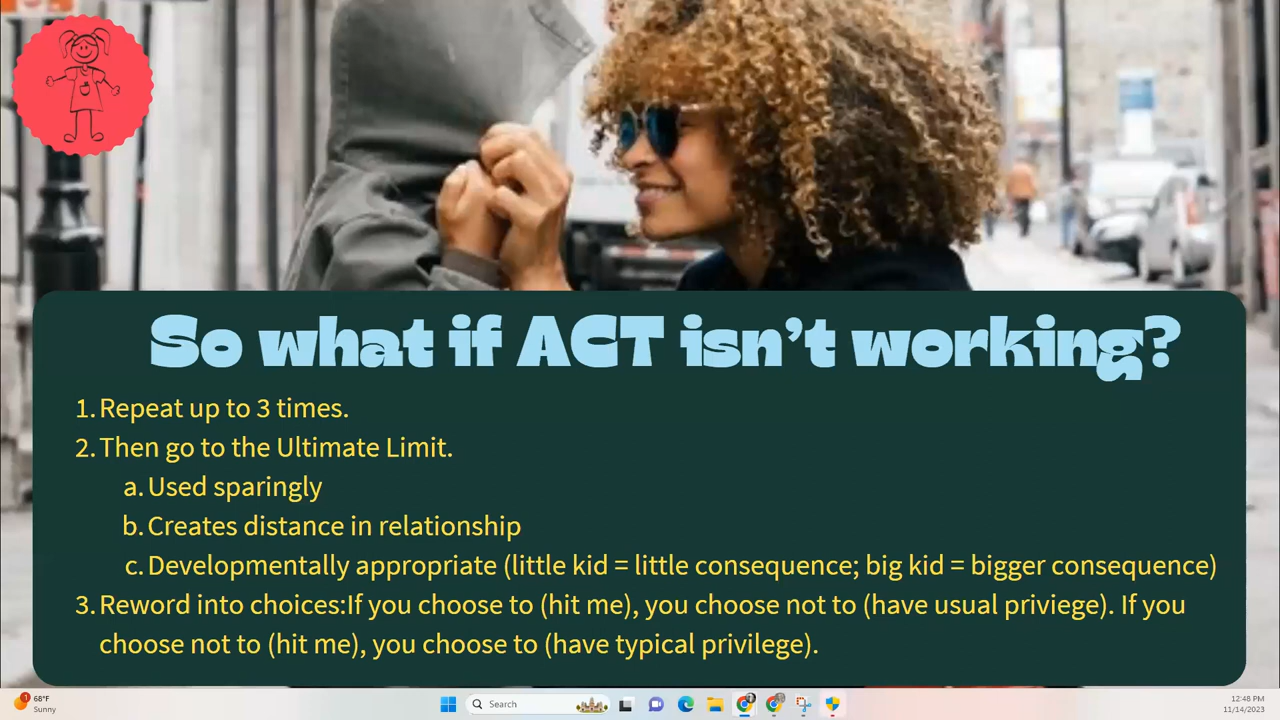 So what if ACT isn't working?
1. Repeat up to 3 times.
2. Then go to the Ultimate Limit.
a. Used sparingly
b. Creates distance in relationship
c. Developmentally appropriate (little kid = little consequence; big kid = bigger consequence)
3. Reword into choices:If you choose to (hit me), you choose not to (have usual priviege). If you
choose not to (hit me), you choose to (have typical privilege).
1
68°F
Sunny
Search
12:48 PM
11/14/2023